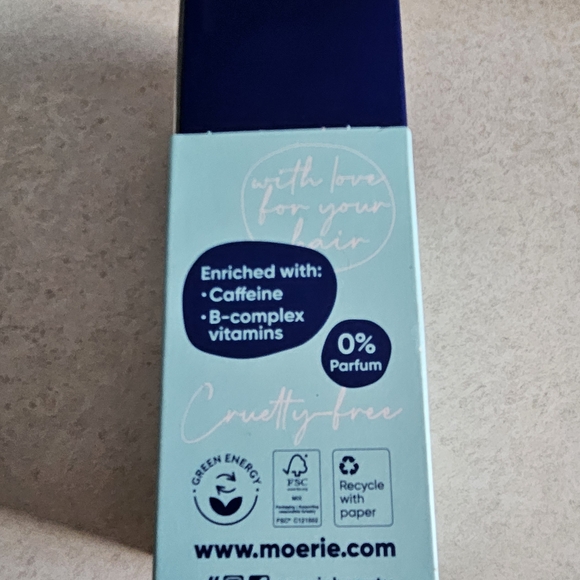 with love
for your
hair
Enriched with:
• Caffeine
• B-complex
vitamins
0%
Parfum
Cruelty-free
• GREEN ENERGY •
FSC
MIX
Recycle
with
paper
www.moerie.com